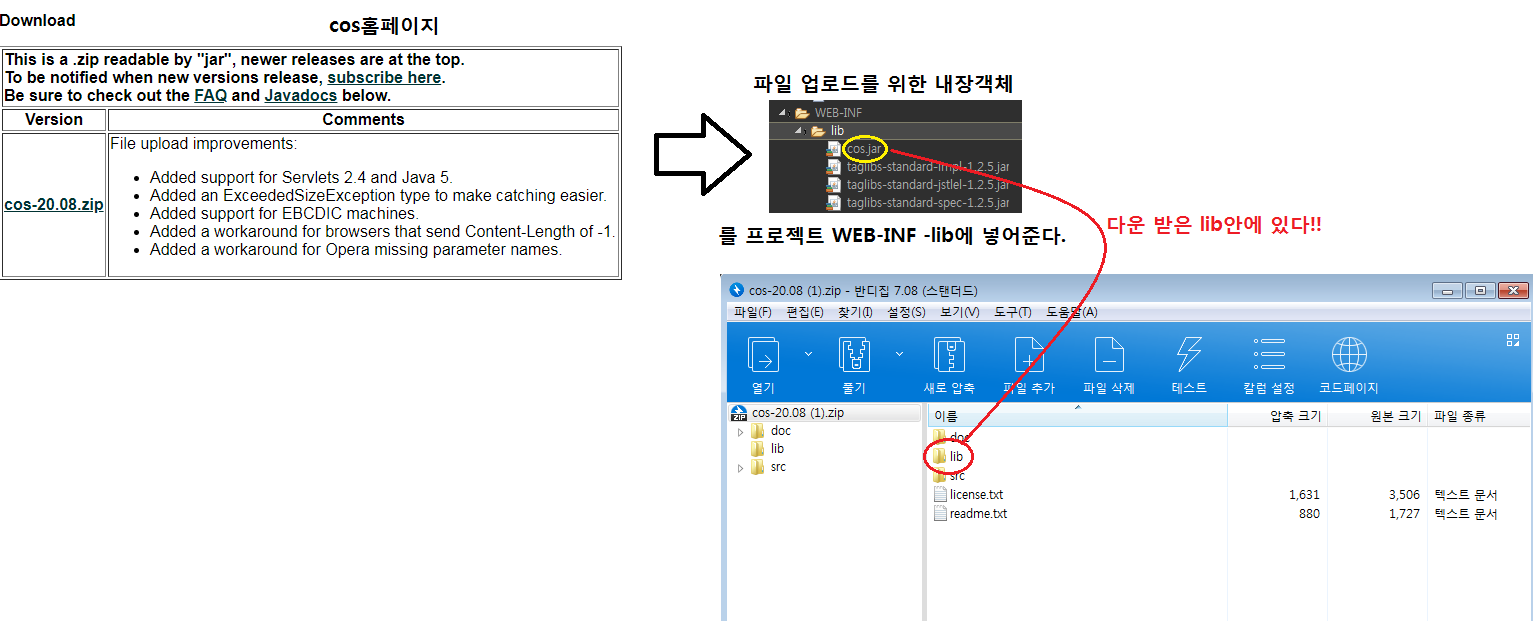 Download
cos홈페이지
This is a .zip readable by "jar", newer releases are at the top.
To be notified when new versions release, subscribe here.
Be sure to check out the FAQ and Javadocs below.
Version Comments
cos-20.08.zip
File upload improvements:
• Added support for Servlets 2.4 and Java 5.
• Added an ExceededSizeException type to make catching easier.
• Added support for EBCDIC machines.
• Added a workaround for browsers that send Content-Length of -1.
• Added a workaround for Opera missing parameter names.
파일 업로드를 위한 내장객체
WEB-INF
lib
cos.jar
taglibs-standard-impl-1.2.5.jar
taglibs-standard-jstlel-1.2.5.jar
taglibs-standard-spec-1.2.5.jar
를 프로젝트 WEB-INF -lib에 넣어준다.
다운 받은 lib안에 있다!!
cos-20.08 (1).zip - 반디집 7.08 (스탠더드)
파일(F) 편집(E) 찾기(I) 설정(S) 보기(V) 도구(T) 도움말(A)
열기 풀기 새로 압축 파일 추가 파일 삭제 테스트 칼럼 설정 코드페이지
ZIP cos-20.08 (1).zip
doc
lib
src
이름 압축 크기 원본 크기 파일 종류
doc
lib
src
license.txt 1,631 3,506 텍스트 문서
readme.txt 880 1,727 텍스트 문서